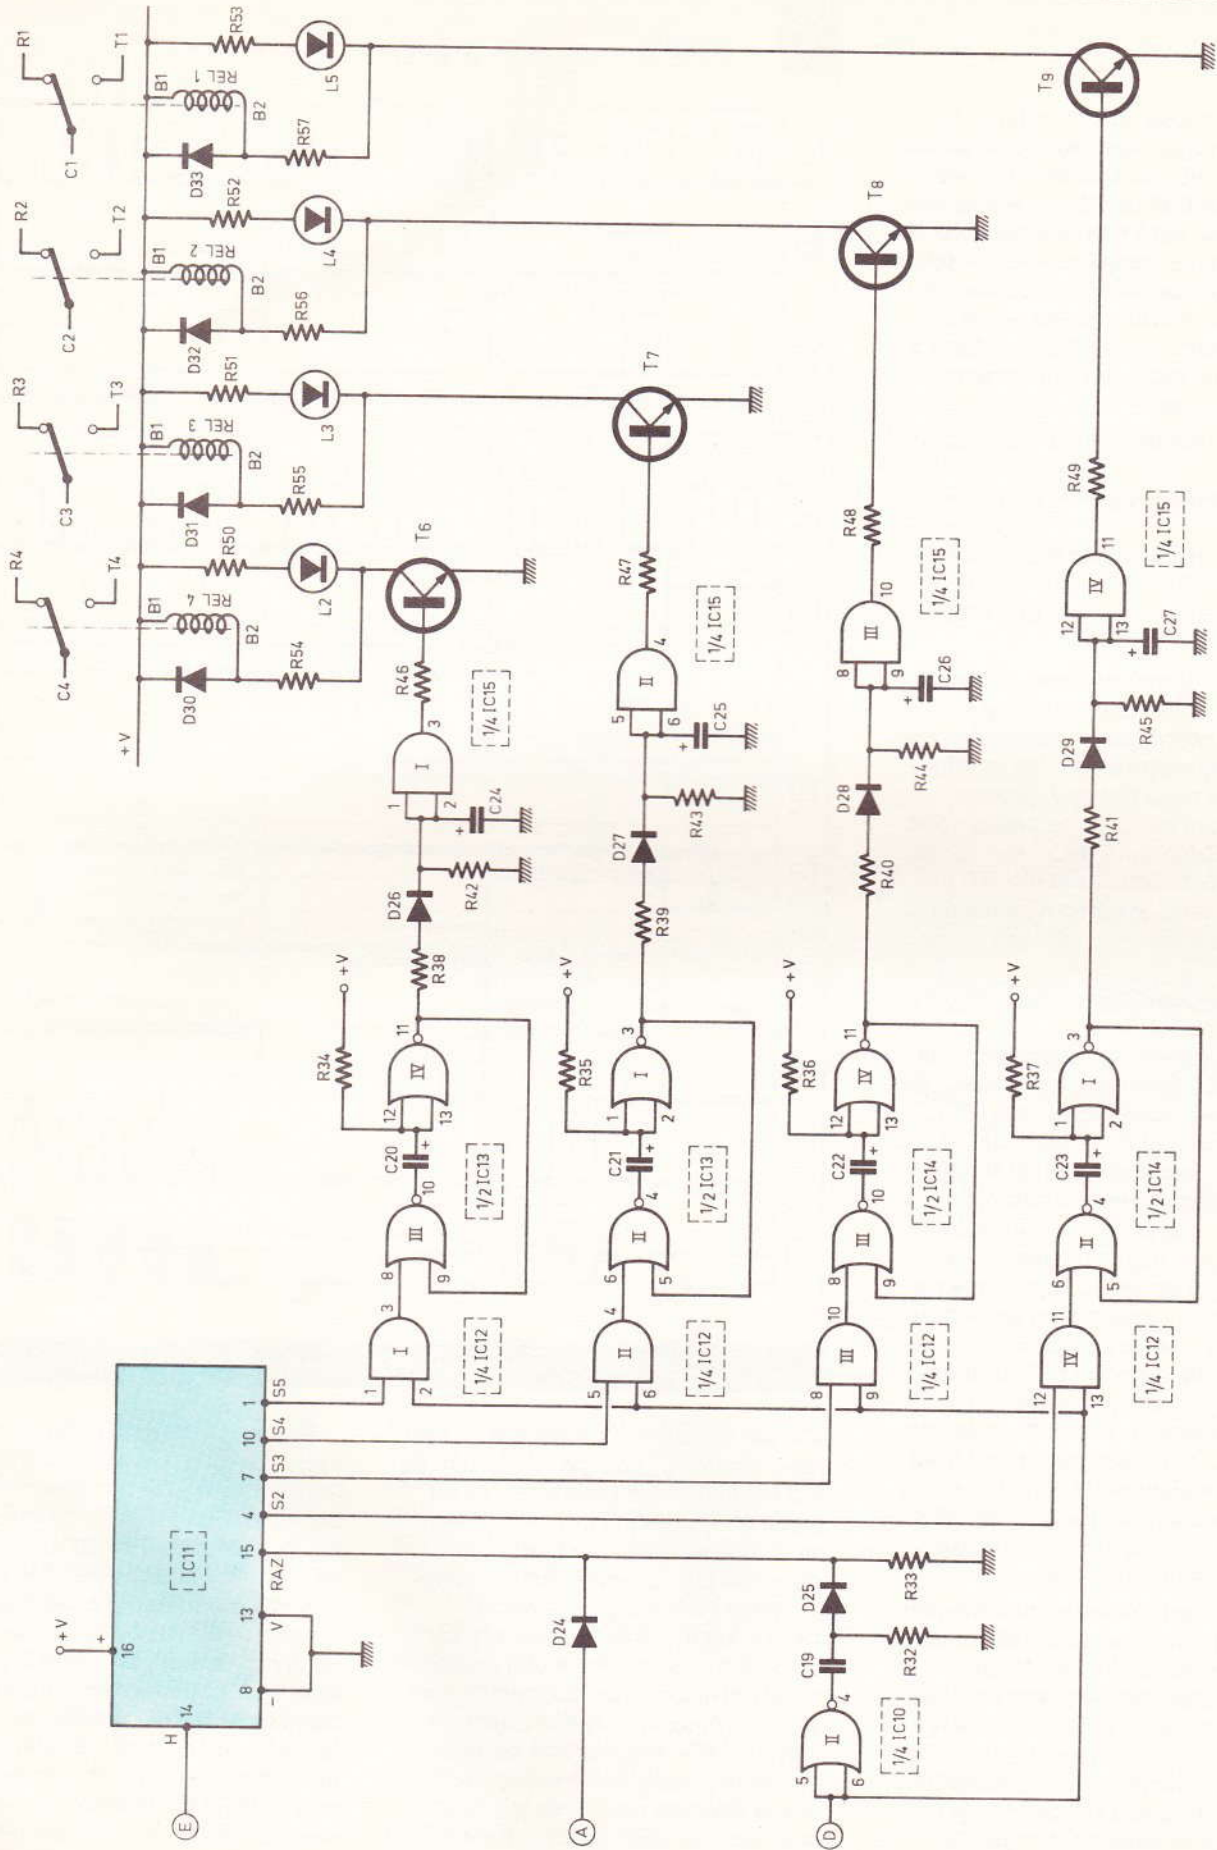 E
H
14
+V
+
16
IC11
8
−
13
V
15
RAZ
4
S2
7
S3
10
S4
1
S5
A
D24
D
5
6
II
4
1/4 IC10
C19
R32
D25
R33
1
2
I
3
1/4 IC12
8
9
III
10
1/2 IC13
C20
+
R34
+V
12
13
IV
11
R38
D26
R42
+
C24
1
2
I
3
1/4 IC15
R46
T6
5
6
II
4
1/4 IC12
6
5
II
4
1/2 IC13
C21
+
R35
+V
1
2
I
3
R39
D27
R43
+
C25
5
6
II
4
1/4 IC15
R47
T7
8
9
III
10
1/4 IC12
8
9
III
10
1/2 IC14
C22
+
R36
+V
12
13
IV
11
R40
D28
R44
C26
+
8
9
III
10
1/4 IC15
R48
T8
12
13
IV
11
1/4 IC12
6
5
II
4
1/2 IC14
C23
+
R37
+V
1
2
I
3
R41
D29
R45
+
C27
12
13
IV
11
1/4 IC15
R49
T9
+V
C4
R4
T4
D30
B1
REL 4
B2
R54
R50
L2
C3
R3
T3
D31
B1
REL 3
B2
R55
R51
L3
C2
R2
T2
D32
B1
REL 2
B2
R56
R52
L4
C1
R1
T1
D33
B1
REL 1
B2
R57
R53
L5